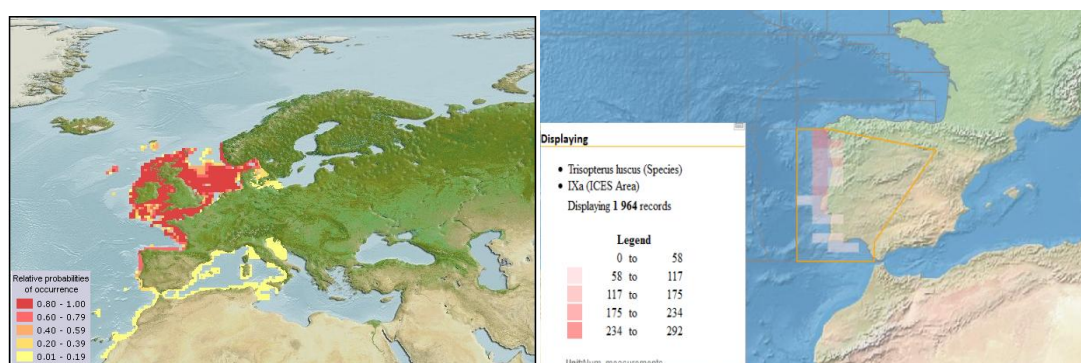 Relative probabilities
of occurrence
0.80 - 1.00
0.60 - 0.79
0.40 - 0.59
0.20 - 0.39
0.01 - 0.19
Displaying
• Trisopterus luscus (Species)
• IXa (ICES Area)
Displaying 1 964 records
Legend
0 to 58
58 to 117
117 to 175
175 to 234
234 to 292